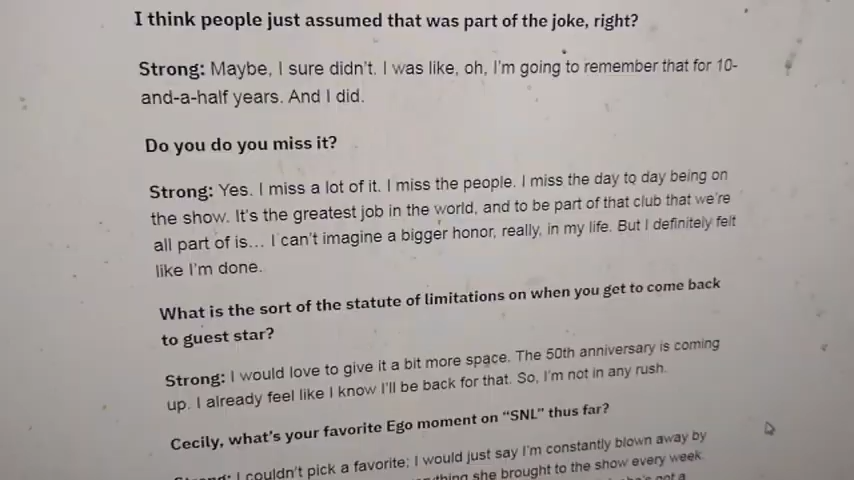 I think people just assumed that was part of the joke, right?
Strong: Maybe, I sure didn't. I was like, oh, I'm going to remember that for 10-
and-a-half years. And I did.
Do you do you miss it?
Strong: Yes. I miss a lot of it. I miss the people. I miss the day to day being on
the show. It's the greatest job in the world, and to be part of that club that we're
all part of is... I can't imagine a bigger honor, really, in my life. But I definitely felt
like I'm done.
What is the sort of the statute of limitations on when you get to come back
to guest star?
Strong: I would love to give it a bit more space. The 50th anniversary is coming
up. I already feel like I know I'll be back for that. So, I'm not in any rush.
Cecily, what's your favorite Ego moment on "SNL" thus far?
I couldn't pick a favorite; I would just say I'm constantly blown away by
she brought to the show every week.